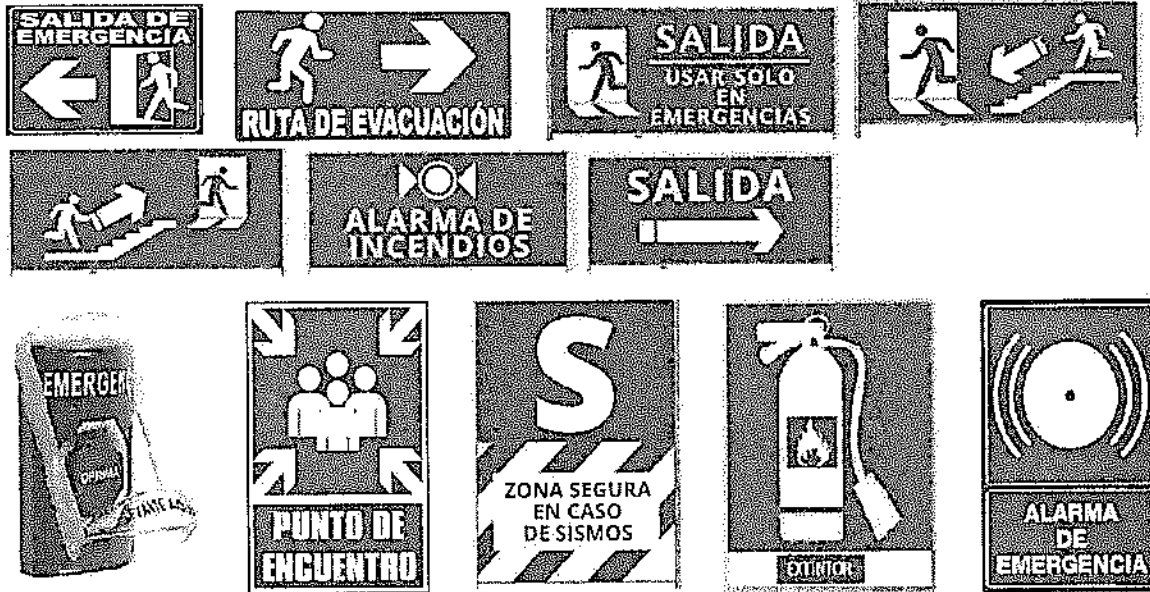 SALIDA DE
EMERGENCIA
RUTA DE EVACUACIÓN
SALIDA
USAR SOLO
EN
EMERGENCIAS
ALARMA DE
INCENDIOS
SALIDA
EMERGEN
PUNTO DE
ENCUENTRO
ZONA SEGURA
EN CASO
DE SISMOS
EXTINTOR
ALARMA
DE
EMERGENCIA
S